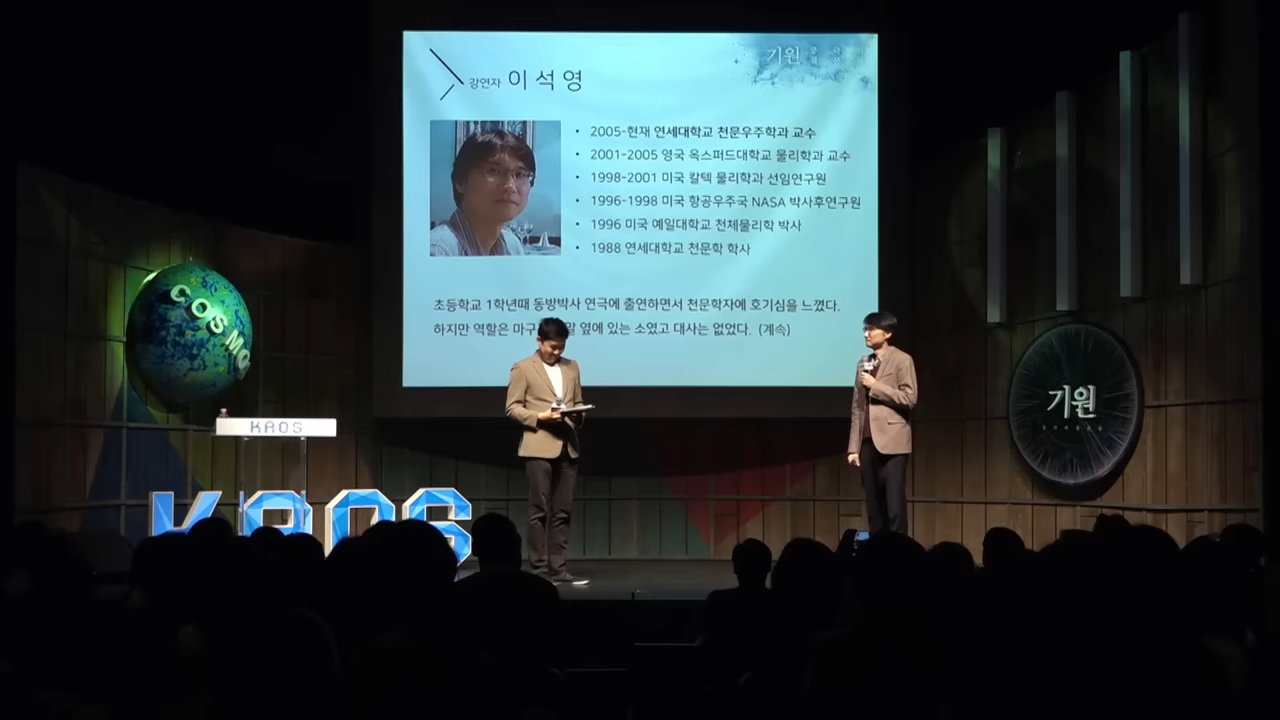 기원
강연자 이석영
• 2005-현재 연세대학교 천문우주학과 교수
• 2001-2005 영국 옥스퍼드대학교 물리학과 교수
• 1998-2001 미국 칼텍 물리학과 선임연구원
• 1996-1998 미국 항공우주국 NASA 박사후연구원
• 1996 미국 예일대학교 천체물리학 박사
• 1988 연세대학교 천문학 학사
초등학교 1학년때 동방박사 연극에 출연하면서 천문학자에 호기심을 느꼈다.
하지만 역할은 옆에 있는 소였고 대사는 없었다. (계속)
COSMO
KAOS
기원
KAOS